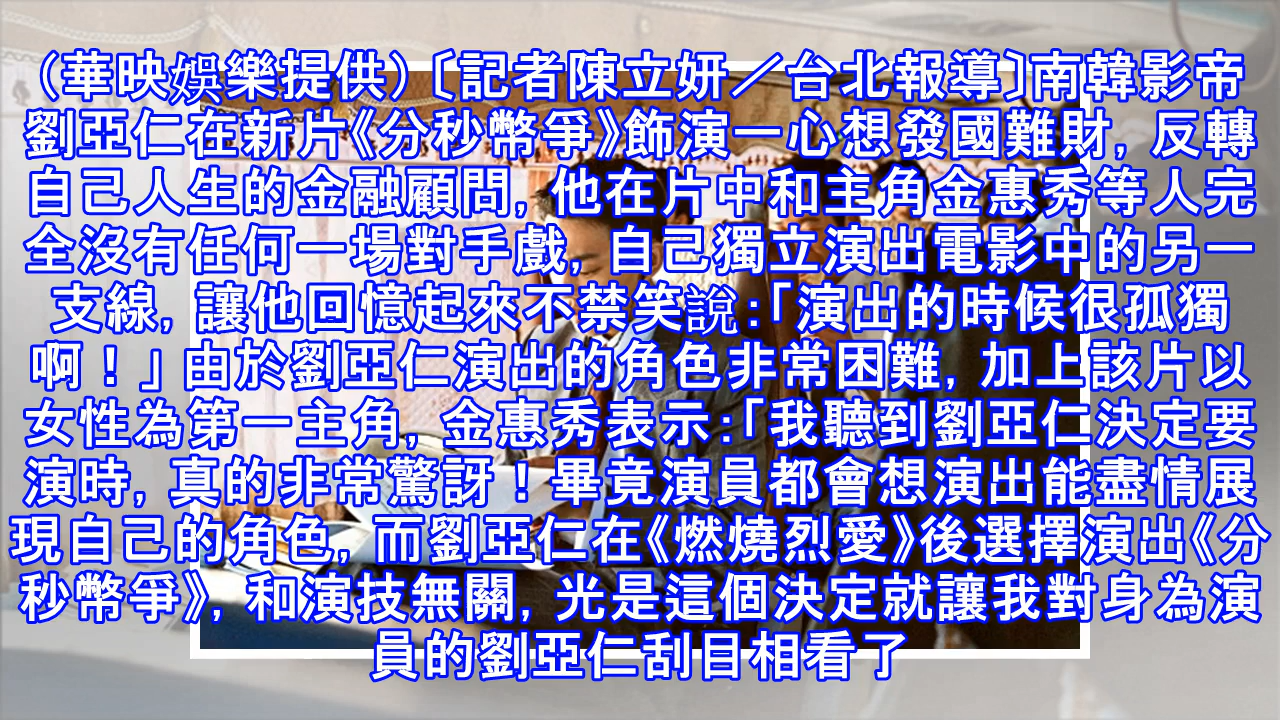 (華映娛樂提供)〔記者陳立妍／台北報導〕南韓影帝
劉亞仁在新片《分秒幣爭》飾演一心想發國難財, 反轉
自己人生的金融顧問, 他在片中和主角金惠秀等人完
全沒有任何一場對手戲, 自己獨立演出電影中的另一
支線, 讓他回憶起來不禁笑說:「演出的時候很孤獨
啊！」由於劉亞仁演出的角色非常困難, 加上該片以
女性為第一主角, 金惠秀表示:「我聽到劉亞仁決定要
演時, 真的非常驚訝！畢竟演員都會想演出能盡情展
現自己的角色, 而劉亞仁在《燃燒烈愛》後選擇演出《分
秒幣爭》, 和演技無關, 光是這個決定就讓我對身為演
員的劉亞仁刮目相看了